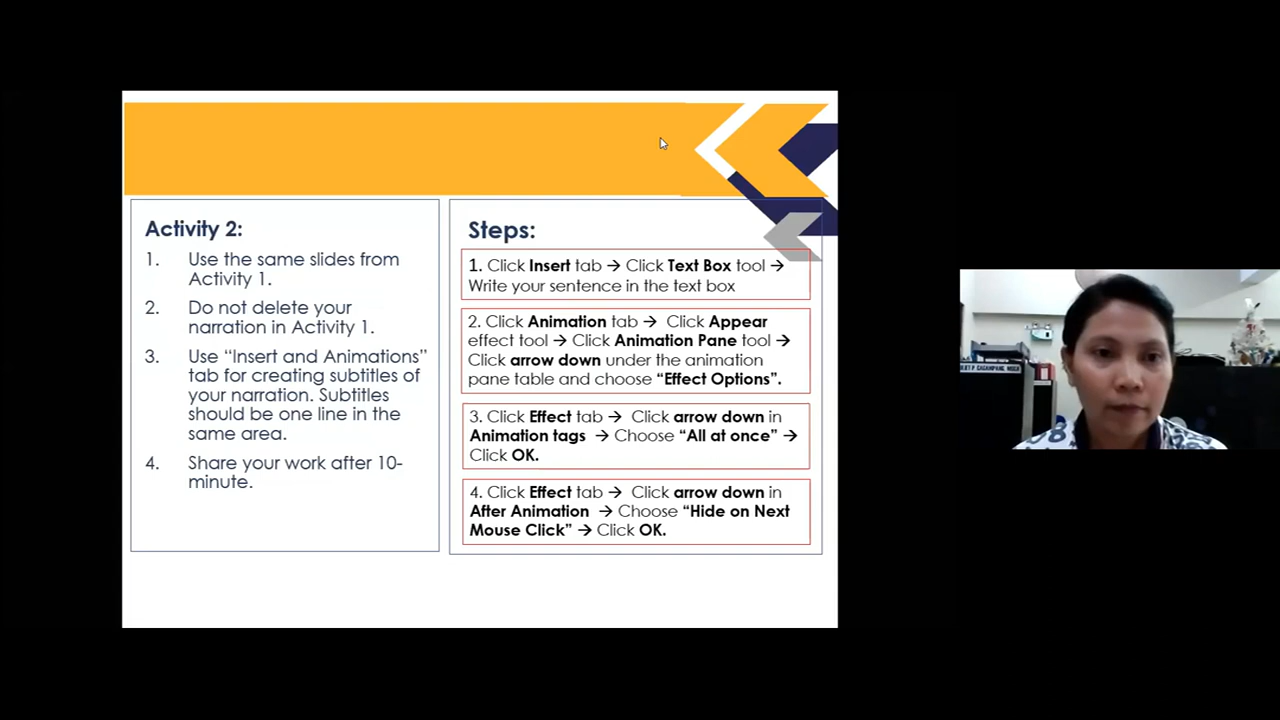 Activity 2:
1. Use the same slides from
Activity 1.
2. Do not delete your
narration in Activity 1.
3. Use “Insert and Animations”
tab for creating subtitles of
your narration. Subtitles
should be one line in the
same area.
4. Share your work after 10-
minute.
Steps:
1. Click Insert tab → Click Text Box tool →
Write your sentence in the text box
2. Click Animation tab → Click Appear
effect tool → Click Animation Pane tool →
Click arrow down under the animation
pane table and choose “Effect Options”.
3. Click Effect tab → Click arrow down in
Animation tags → Choose “All at once” →
Click OK.
4. Click Effect tab → Click arrow down in
After Animation → Choose “Hide on Next
Mouse Click” → Click OK.